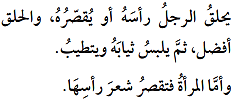 يحلقُ الرجلُ رأسَهُ أو يُقصّرُهُ، والحلق
أفضل، ثمَّ يلبسُ ثيابَهُ ويتطيبُ.
وأمَّا المرأةُ فتقصرُ شعرَ رأسِهَا.